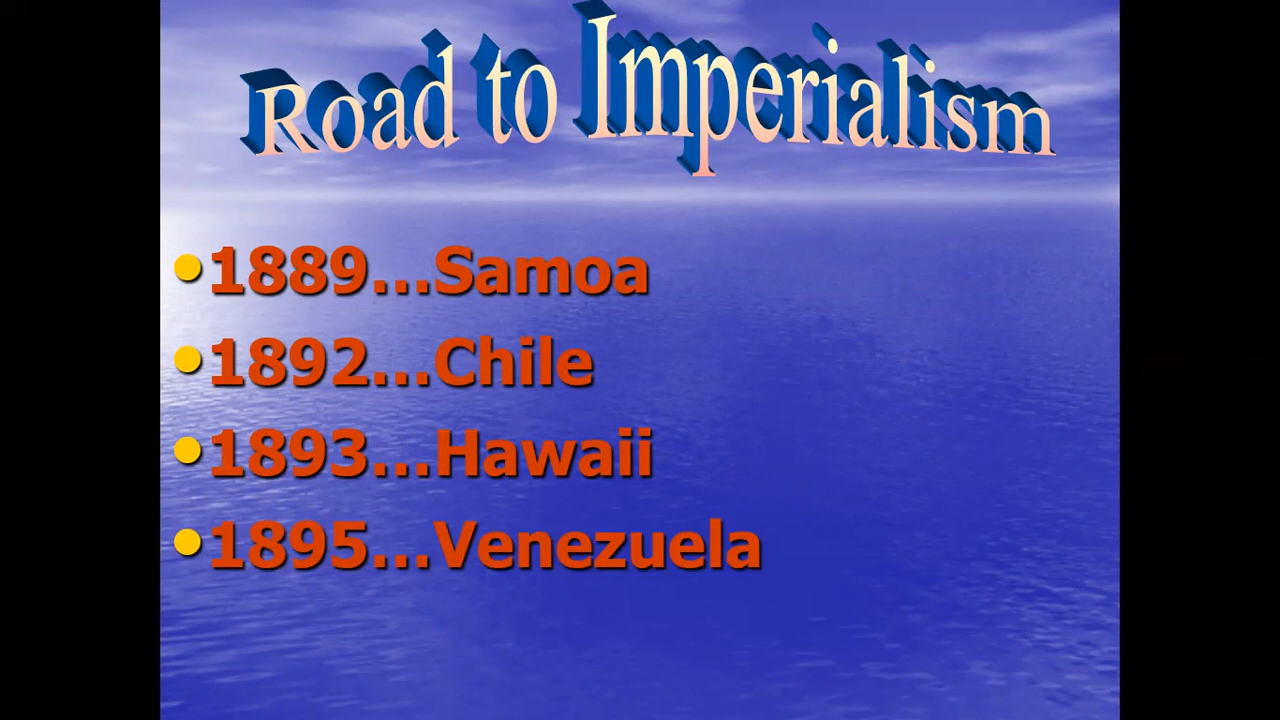 Road to Imperialism
•1889...Samoa
•1892...Chile
•1893...Hawaii
•1895...Venezuela